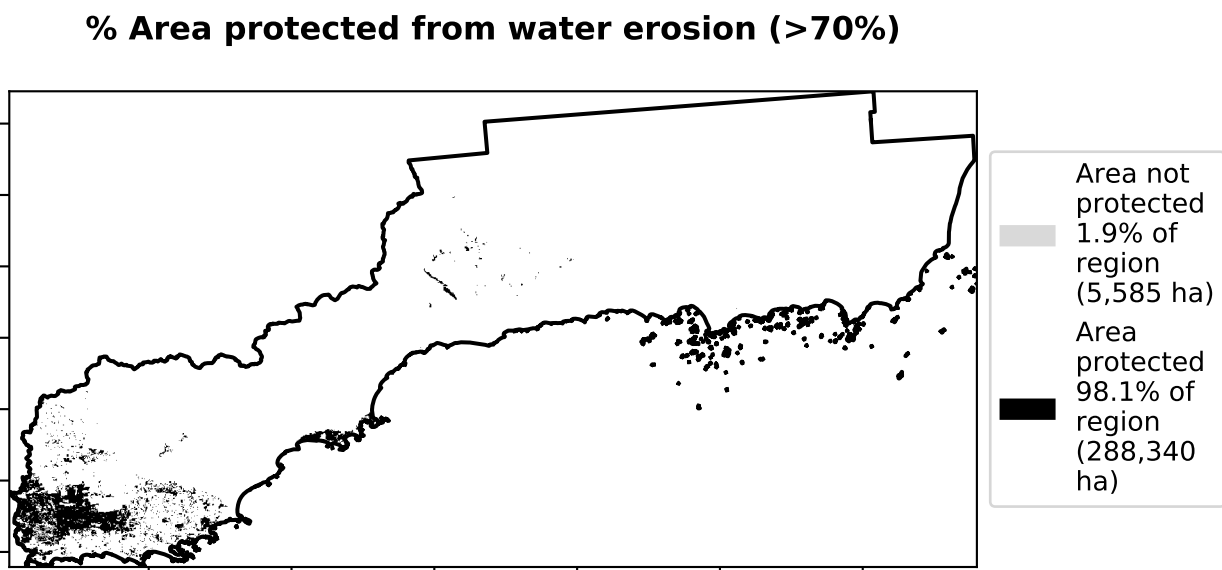 % Area protected from water erosion (>70%)
Area not
protected
1.9% of
region
(5,585 ha)
Area
protected
98.1% of
region
(288,340
ha)